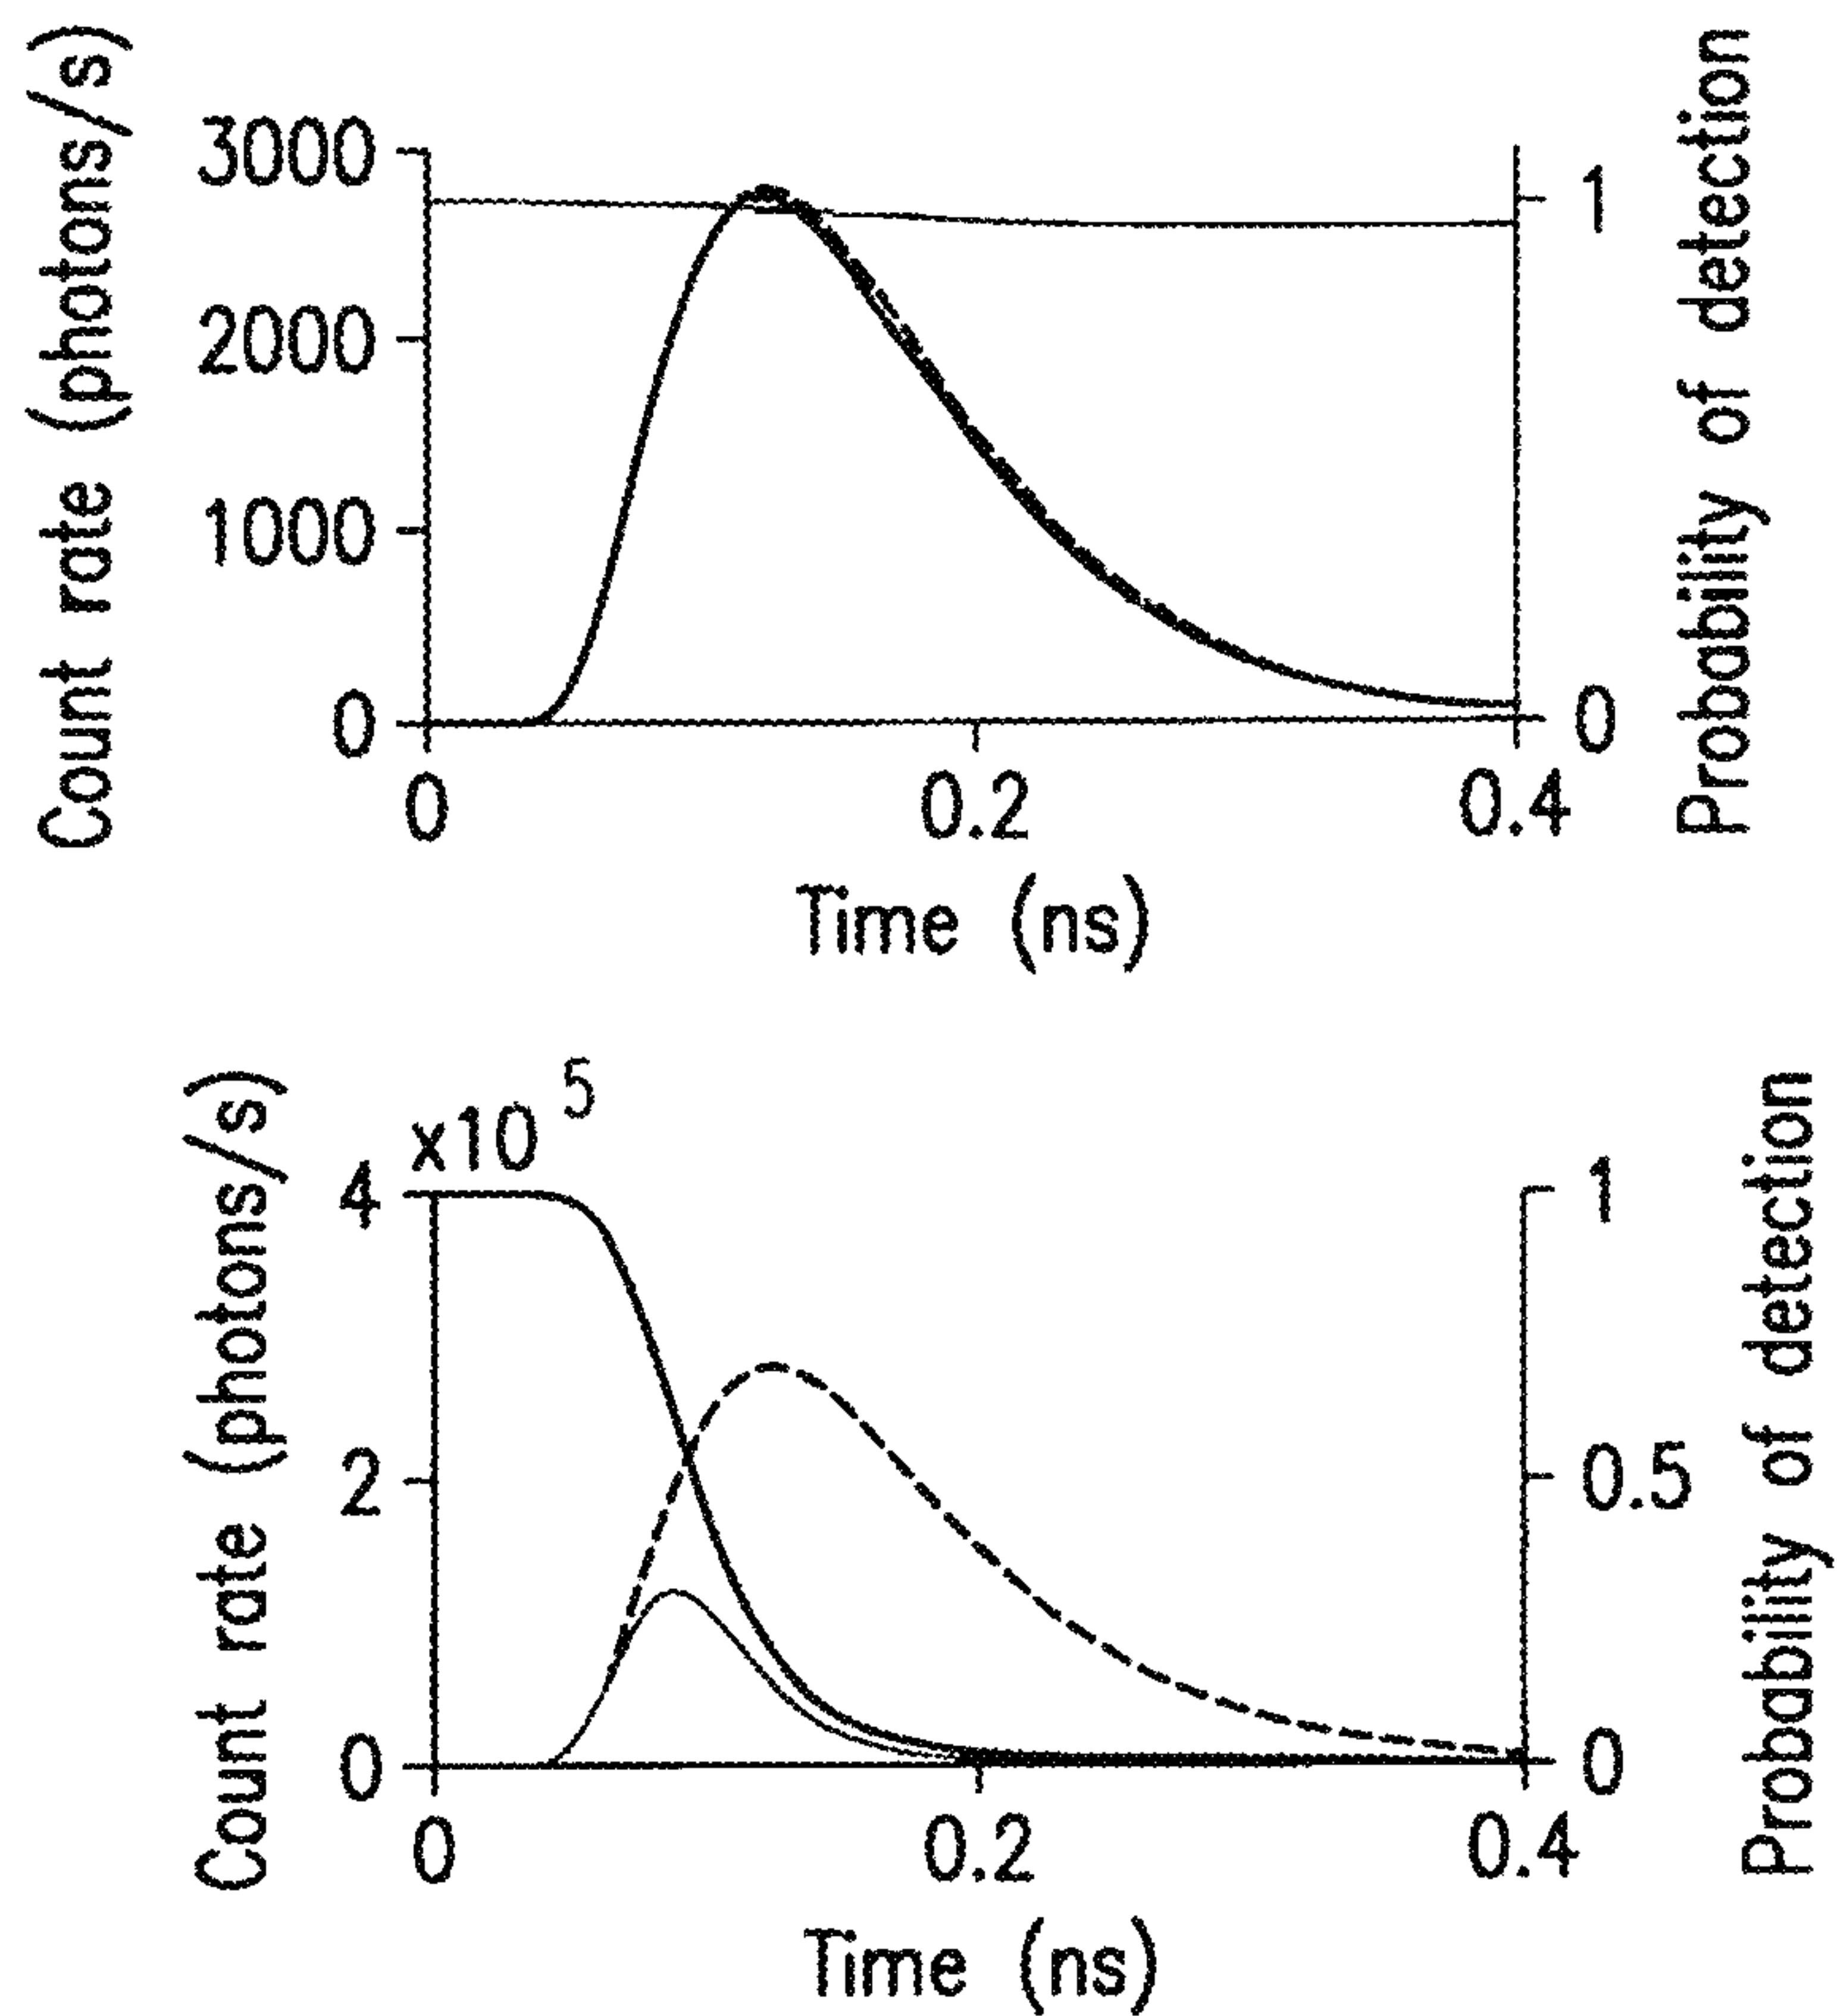 Count rate (photons/s)
3000
2000
1000
0
0
0.2
0.4
Time (ns)
1
0
Probability of detection
Count rate (photons/s)
x10 5
4
2
0
0
0.2
0.4
Time (ns)
1
0.5
0
Probability of detection